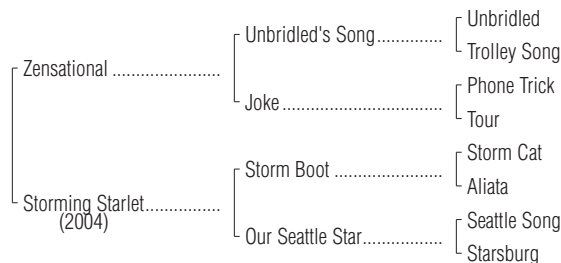 Unbridled
Unbridled's Song..............
Trolley Song
Zensational .......................
Phone Trick
Joke .................................
Tour
Storm Cat
Storm Boot ......................
Aliata
Storming Starlet................
(2004)
Seattle Song
Our Seattle Star................
Starsburg